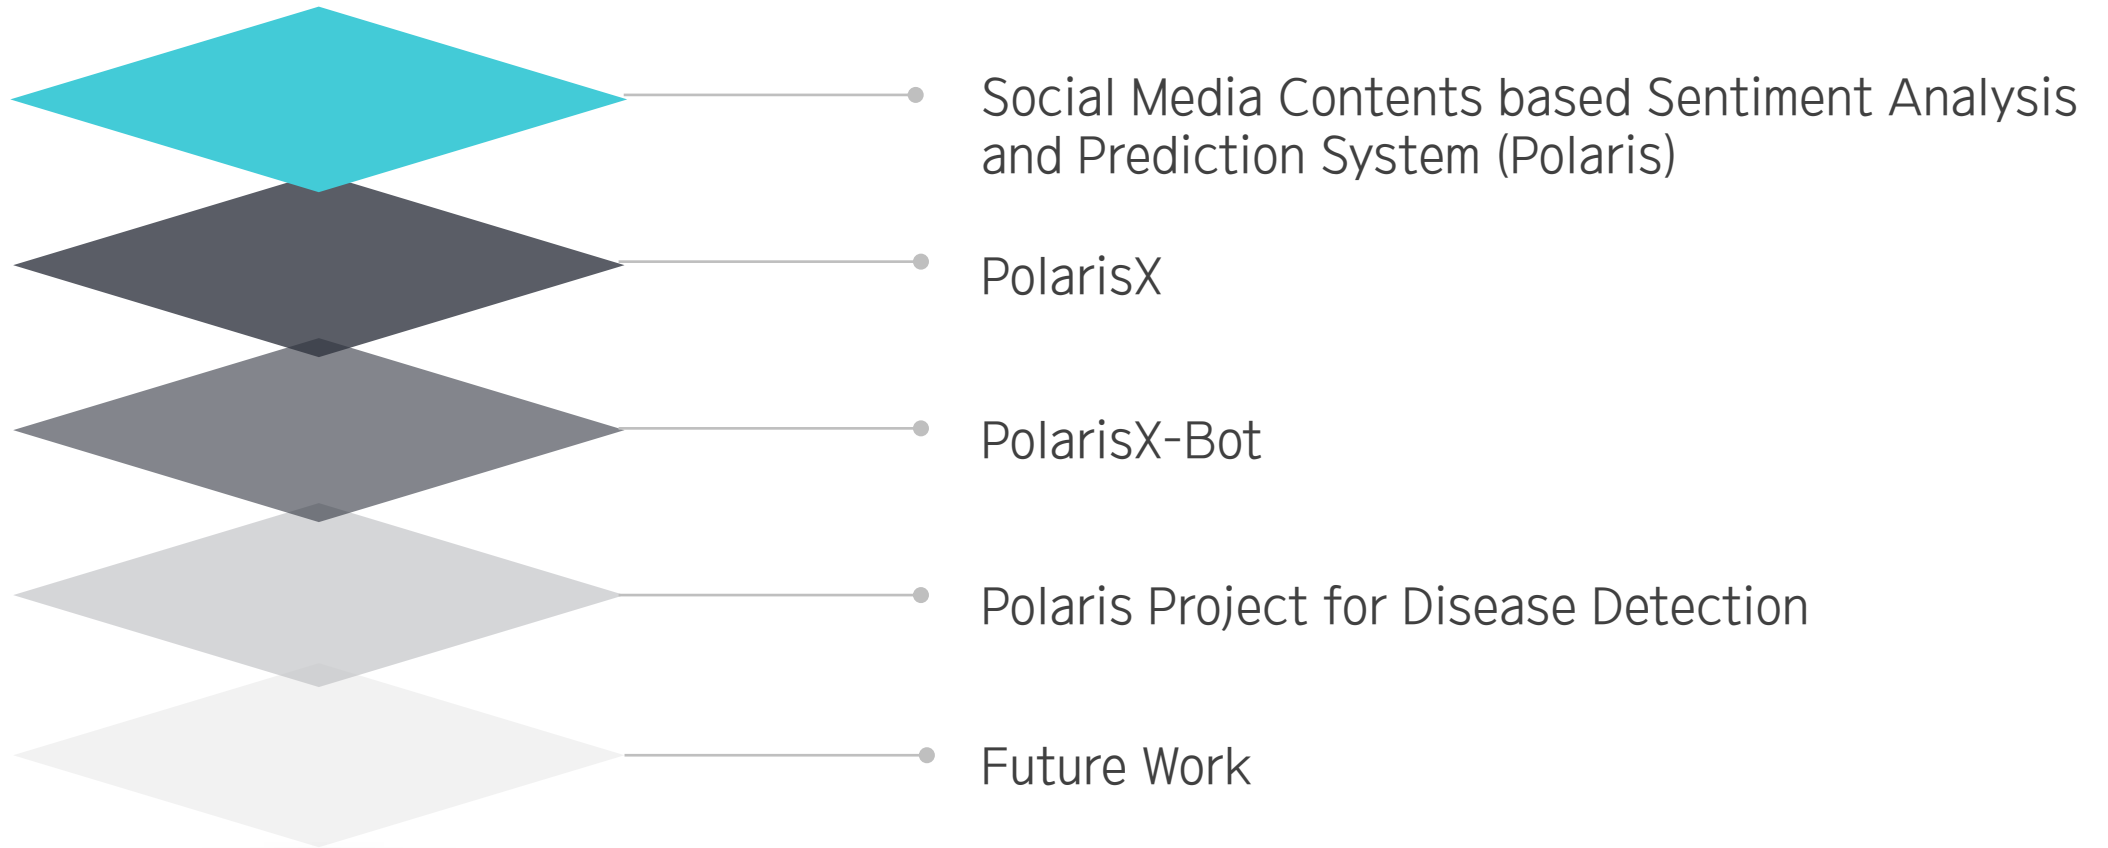 Social Media Contents based Sentiment Analysis
and Prediction System (Polaris)
PolarisX
PolarisX-Bot
Polaris Project for Disease Detection
Future Work